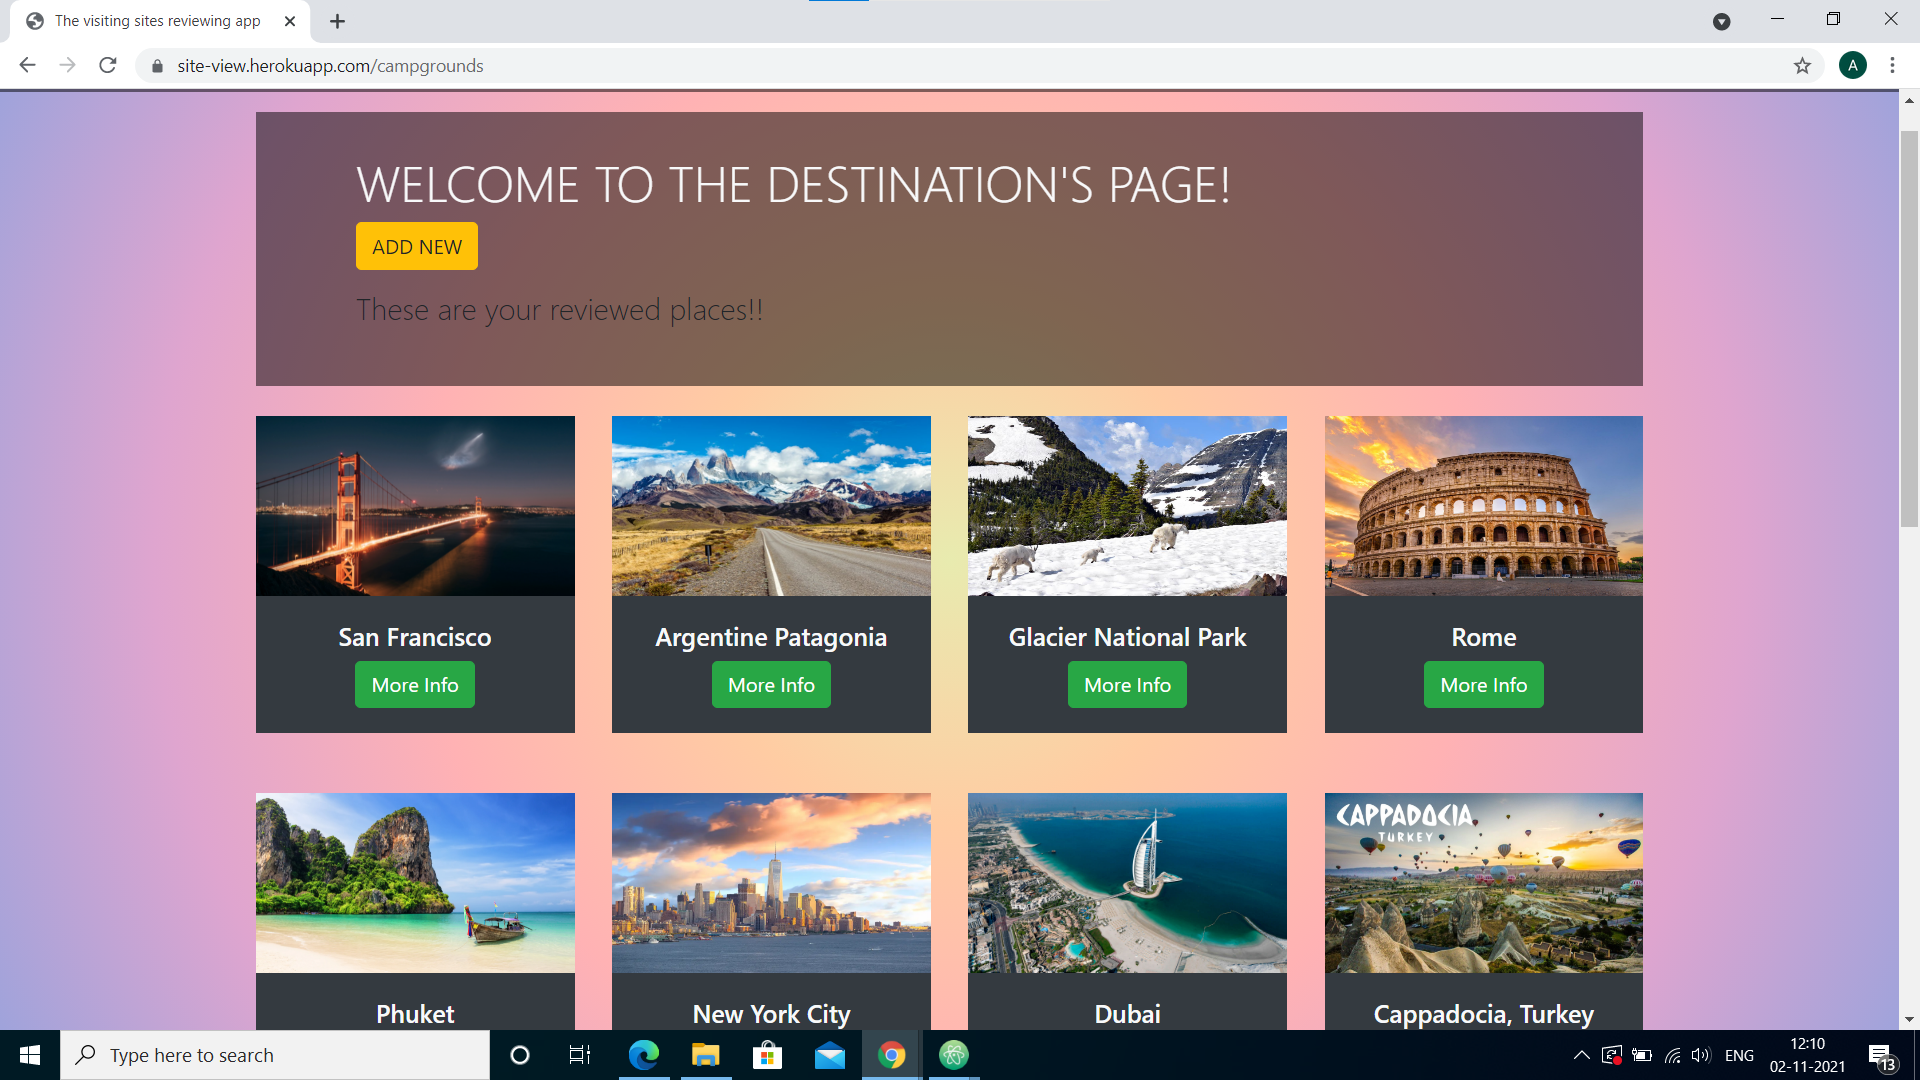 The visiting sites reviewing app
site-view.herokuapp.com/campgrounds
A
WELCOME TO THE DESTINATION'S PAGE!
ADD NEW
These are your reviewed places!!
San Francisco
Argentine Patagonia
Glacier National Park
Rome
More Info
More Info
More Info
More Info
CAPPADOCIA
TURKEY
Phuket
New York City
Dubai
Cappadocia, Turkey
Type here to search
ENG
12:10
02-11-2021
13